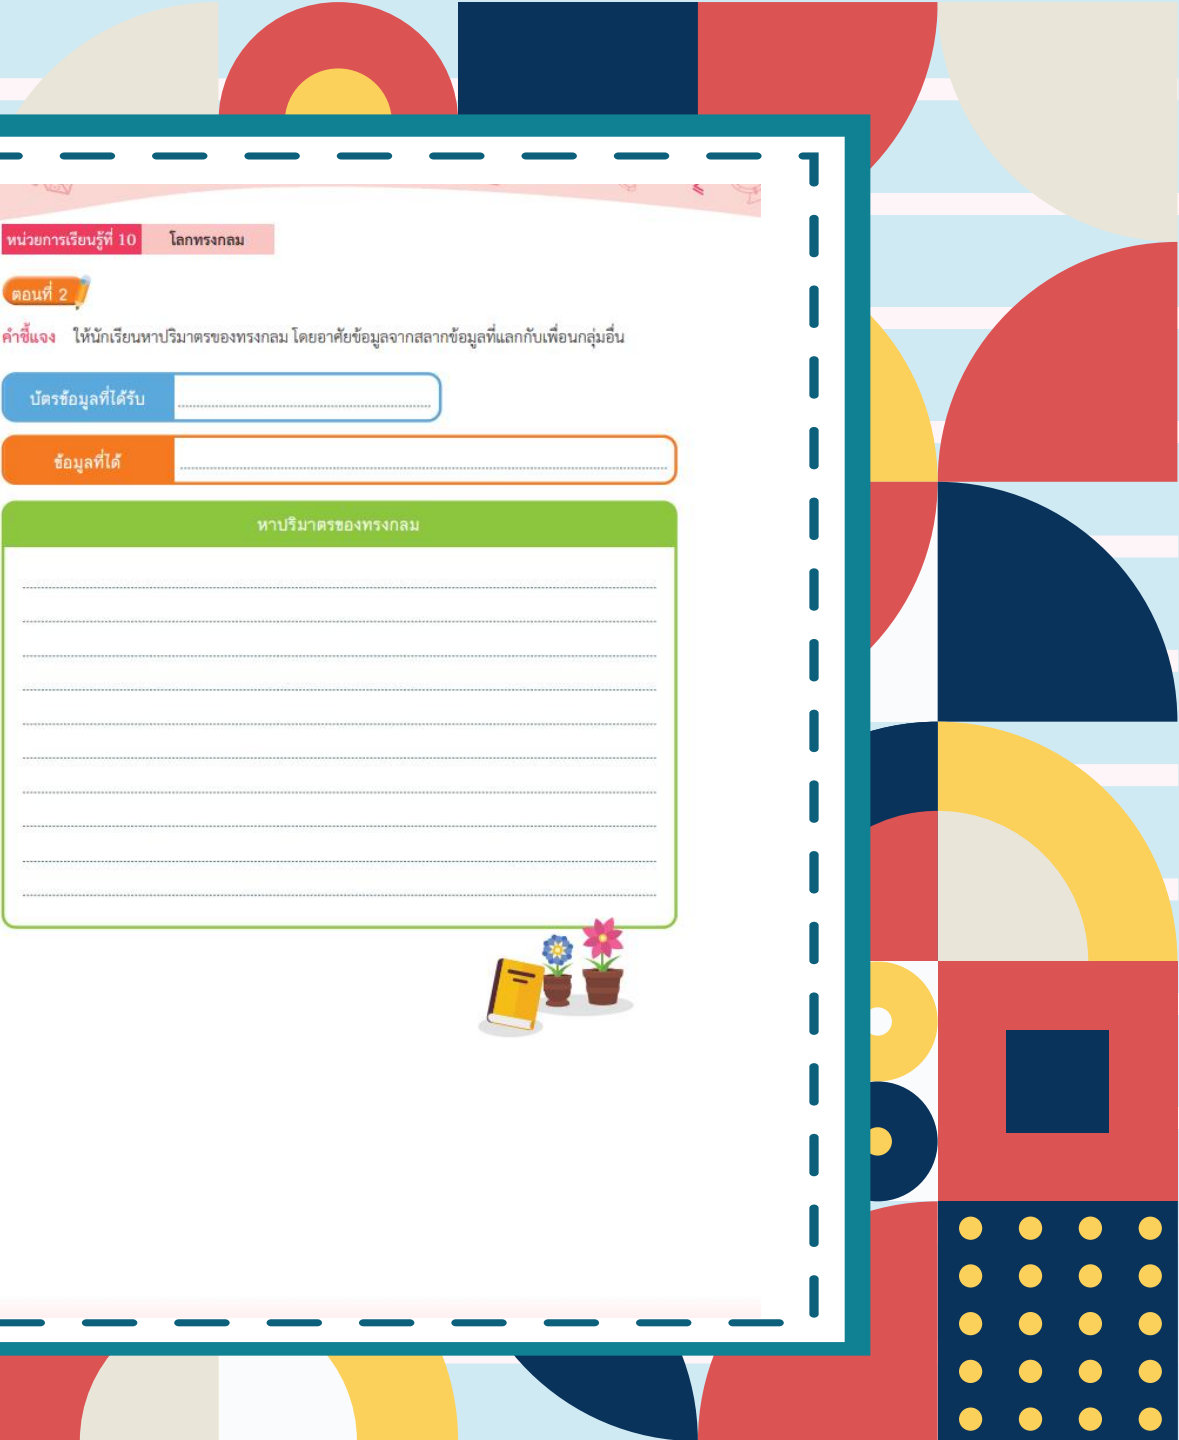 หน่วยการเรียนรู้ที่ 10 โลกทรงกลม
ตอนที่ 2
คำชี้แจง ให้นักเรียนหาปริมาตรของทรงกลม โดยอาศัยข้อมูลจากสลากข้อมูลที่แลกกับเพื่อนกลุ่มอื่น
บัตรข้อมูลที่ได้รับ
ข้อมูลที่ได้
หาปริมาตรของทรงกลม